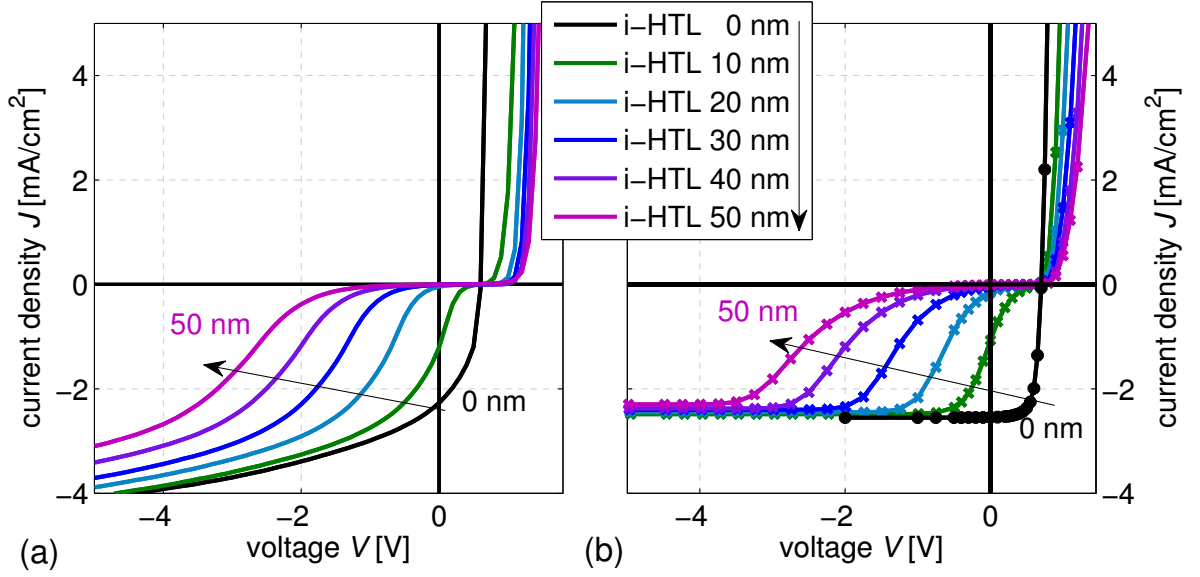 i−HTL 0 nm
i−HTL 10 nm
i−HTL 20 nm
i−HTL 30 nm
i−HTL 40 nm
i−HTL 50 nm
current density J [mA/cm²]
4
2
0
−2
−4
50 nm
0 nm
−4
−2
0
voltage V [V]
(a)
50 nm
0 nm
−4
−2
0
voltage V [V]
(b)
4
2
0
−2
−4
current density J [mA/cm²]